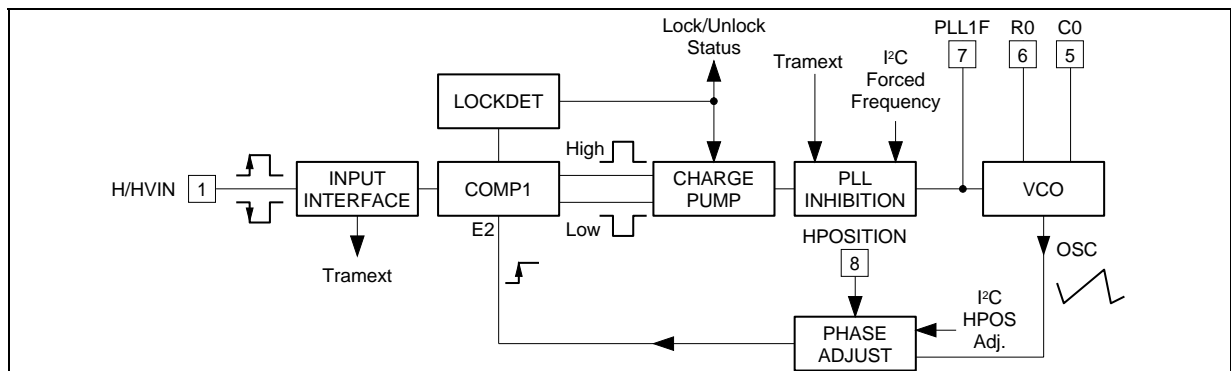 Lock/Unlock
Status
PLL1F
R0
C0
7
6
5
Tramext
I²C
Forced
Frequency
LOCKDET
High
H/HVIN
1
INPUT
INTERFACE
COMP1
CHARGE
PUMP
PLL
INHIBITION
VCO
E2
Low
Tramext
HPOSITION
8
OSC
I²C
HPOS
Adj.
PHASE
ADJUST